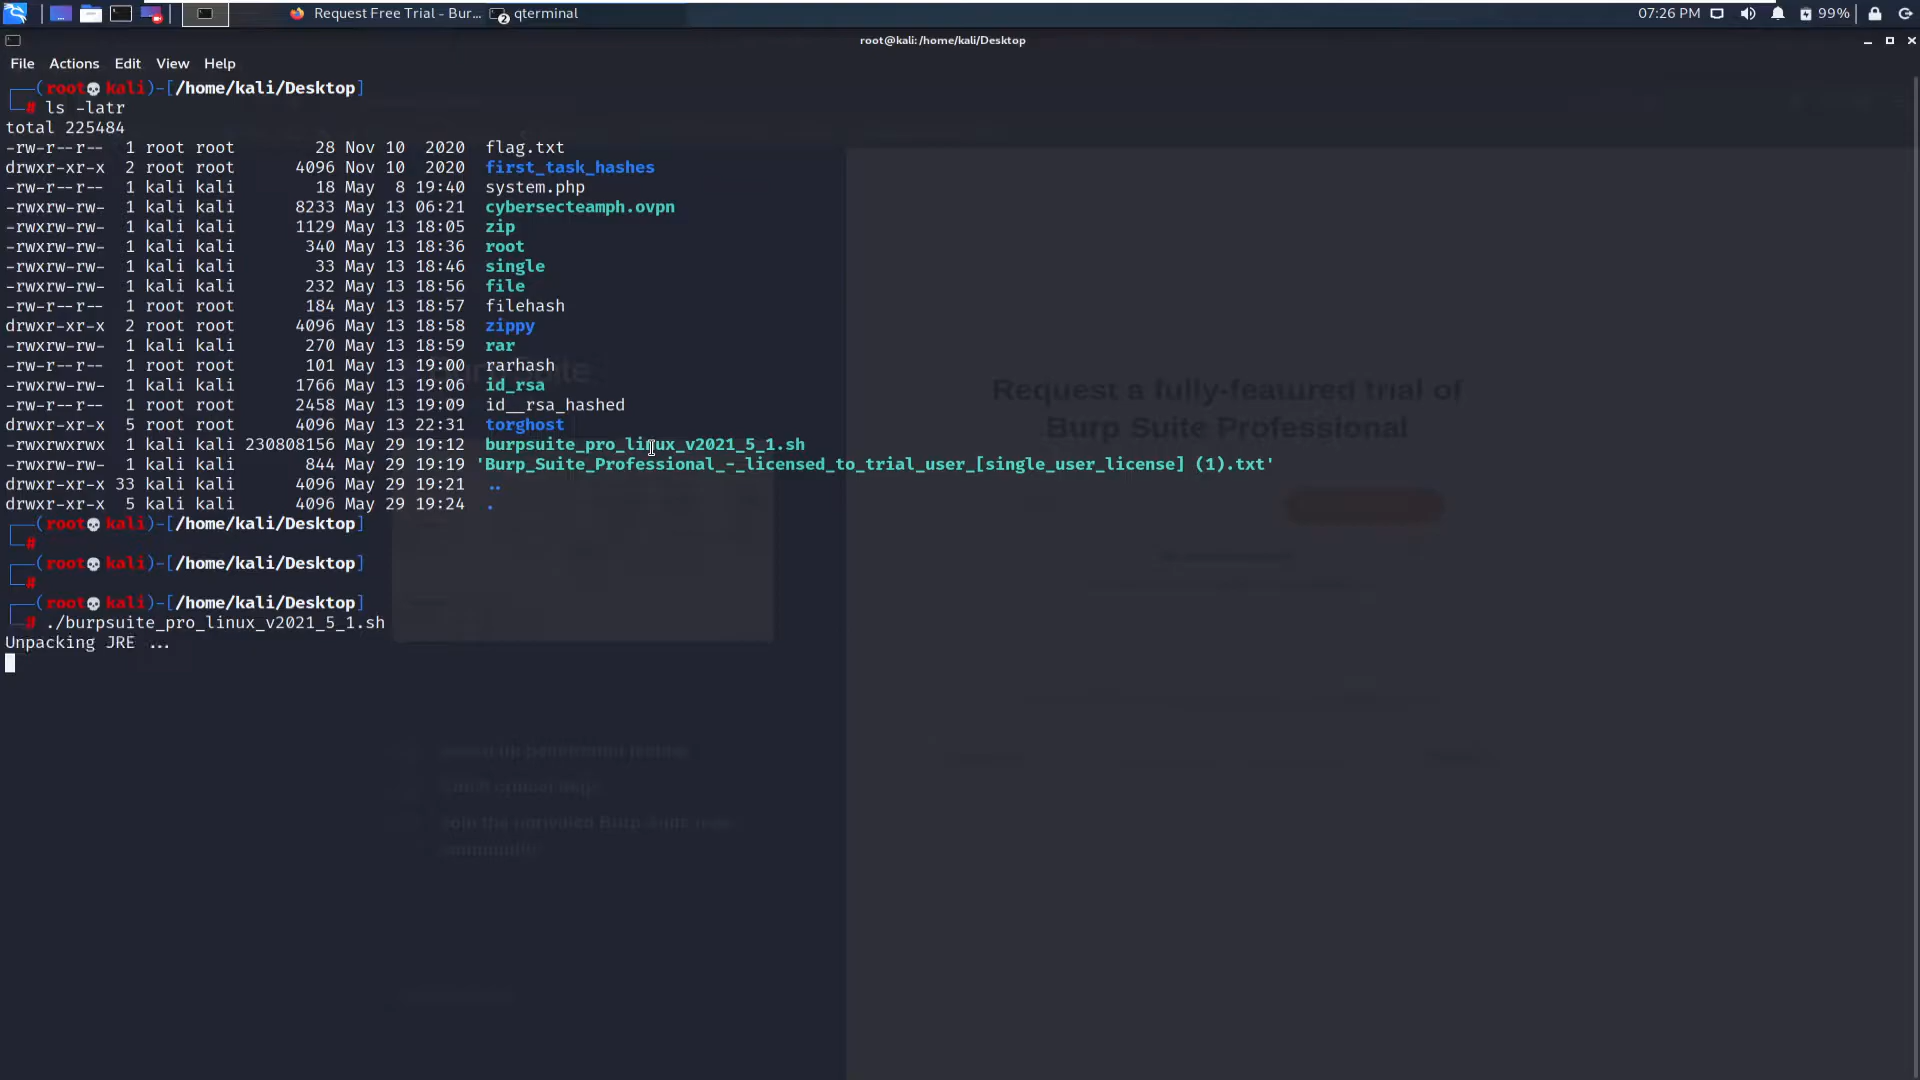 Request Free Trial - Bur... 2 qterminal 07:26 PM 99%
root@kali: /home/kali/Desktop
File Actions Edit View Help
┌──(root💀kali)-[/home/kali/Desktop]
└─# ls -latr
total 225484
-rw-r--r-- 1 root root 28 Nov 10 2020 flag.txt
drwxr-xr-x 2 root root 4096 Nov 10 2020 first_task_hashes
-rw-r--r-- 1 kali kali 18 May 8 19:40 system.php
-rwxrw-rw- 1 kali kali 8233 May 13 06:21 cybersecteamph.ovpn
-rwxrw-rw- 1 kali kali 1129 May 13 18:05 zip
-rwxrw-rw- 1 kali kali 340 May 13 18:36 root
-rwxrw-rw- 1 kali kali 33 May 13 18:46 single
-rwxrw-rw- 1 kali kali 232 May 13 18:56 file
-rw-r--r-- 1 root root 184 May 13 18:57 filehash
drwxr-xr-x 2 root root 4096 May 13 18:58 zippy
-rwxrw-rw- 1 kali kali 270 May 13 18:59 rar
-rw-r--r-- 1 root root 101 May 13 19:00 rarhash
-rwxrw-rw- 1 kali kali 1766 May 13 19:06 id_rsa
-rw-r--r-- 1 root root 2458 May 13 19:09 id__rsa_hashed
drwxr-xr-x 5 root root 4096 May 13 22:31 torghost
-rwxrwxrwx 1 kali kali 230808156 May 29 19:12 burpsuite_pro_linux_v2021_5_1.sh
-rwxrw-rw- 1 kali kali 844 May 29 19:19 'Burp_Suite_Professional_-_licensed_to_trial_user_[single_user_license] (1).txt'
drwxr-xr-x 33 kali kali 4096 May 29 19:21 ..
drwxr-xr-x 5 kali kali 4096 May 29 19:24 .
┌──(root💀kali)-[/home/kali/Desktop]
└─#
┌──(root💀kali)-[/home/kali/Desktop]
└─#
┌──(root💀kali)-[/home/kali/Desktop]
└─# ./burpsuite_pro_linux_v2021_5_1.sh
Unpacking JRE ...
Request a fully-featured trial of
Burp Suite Professional